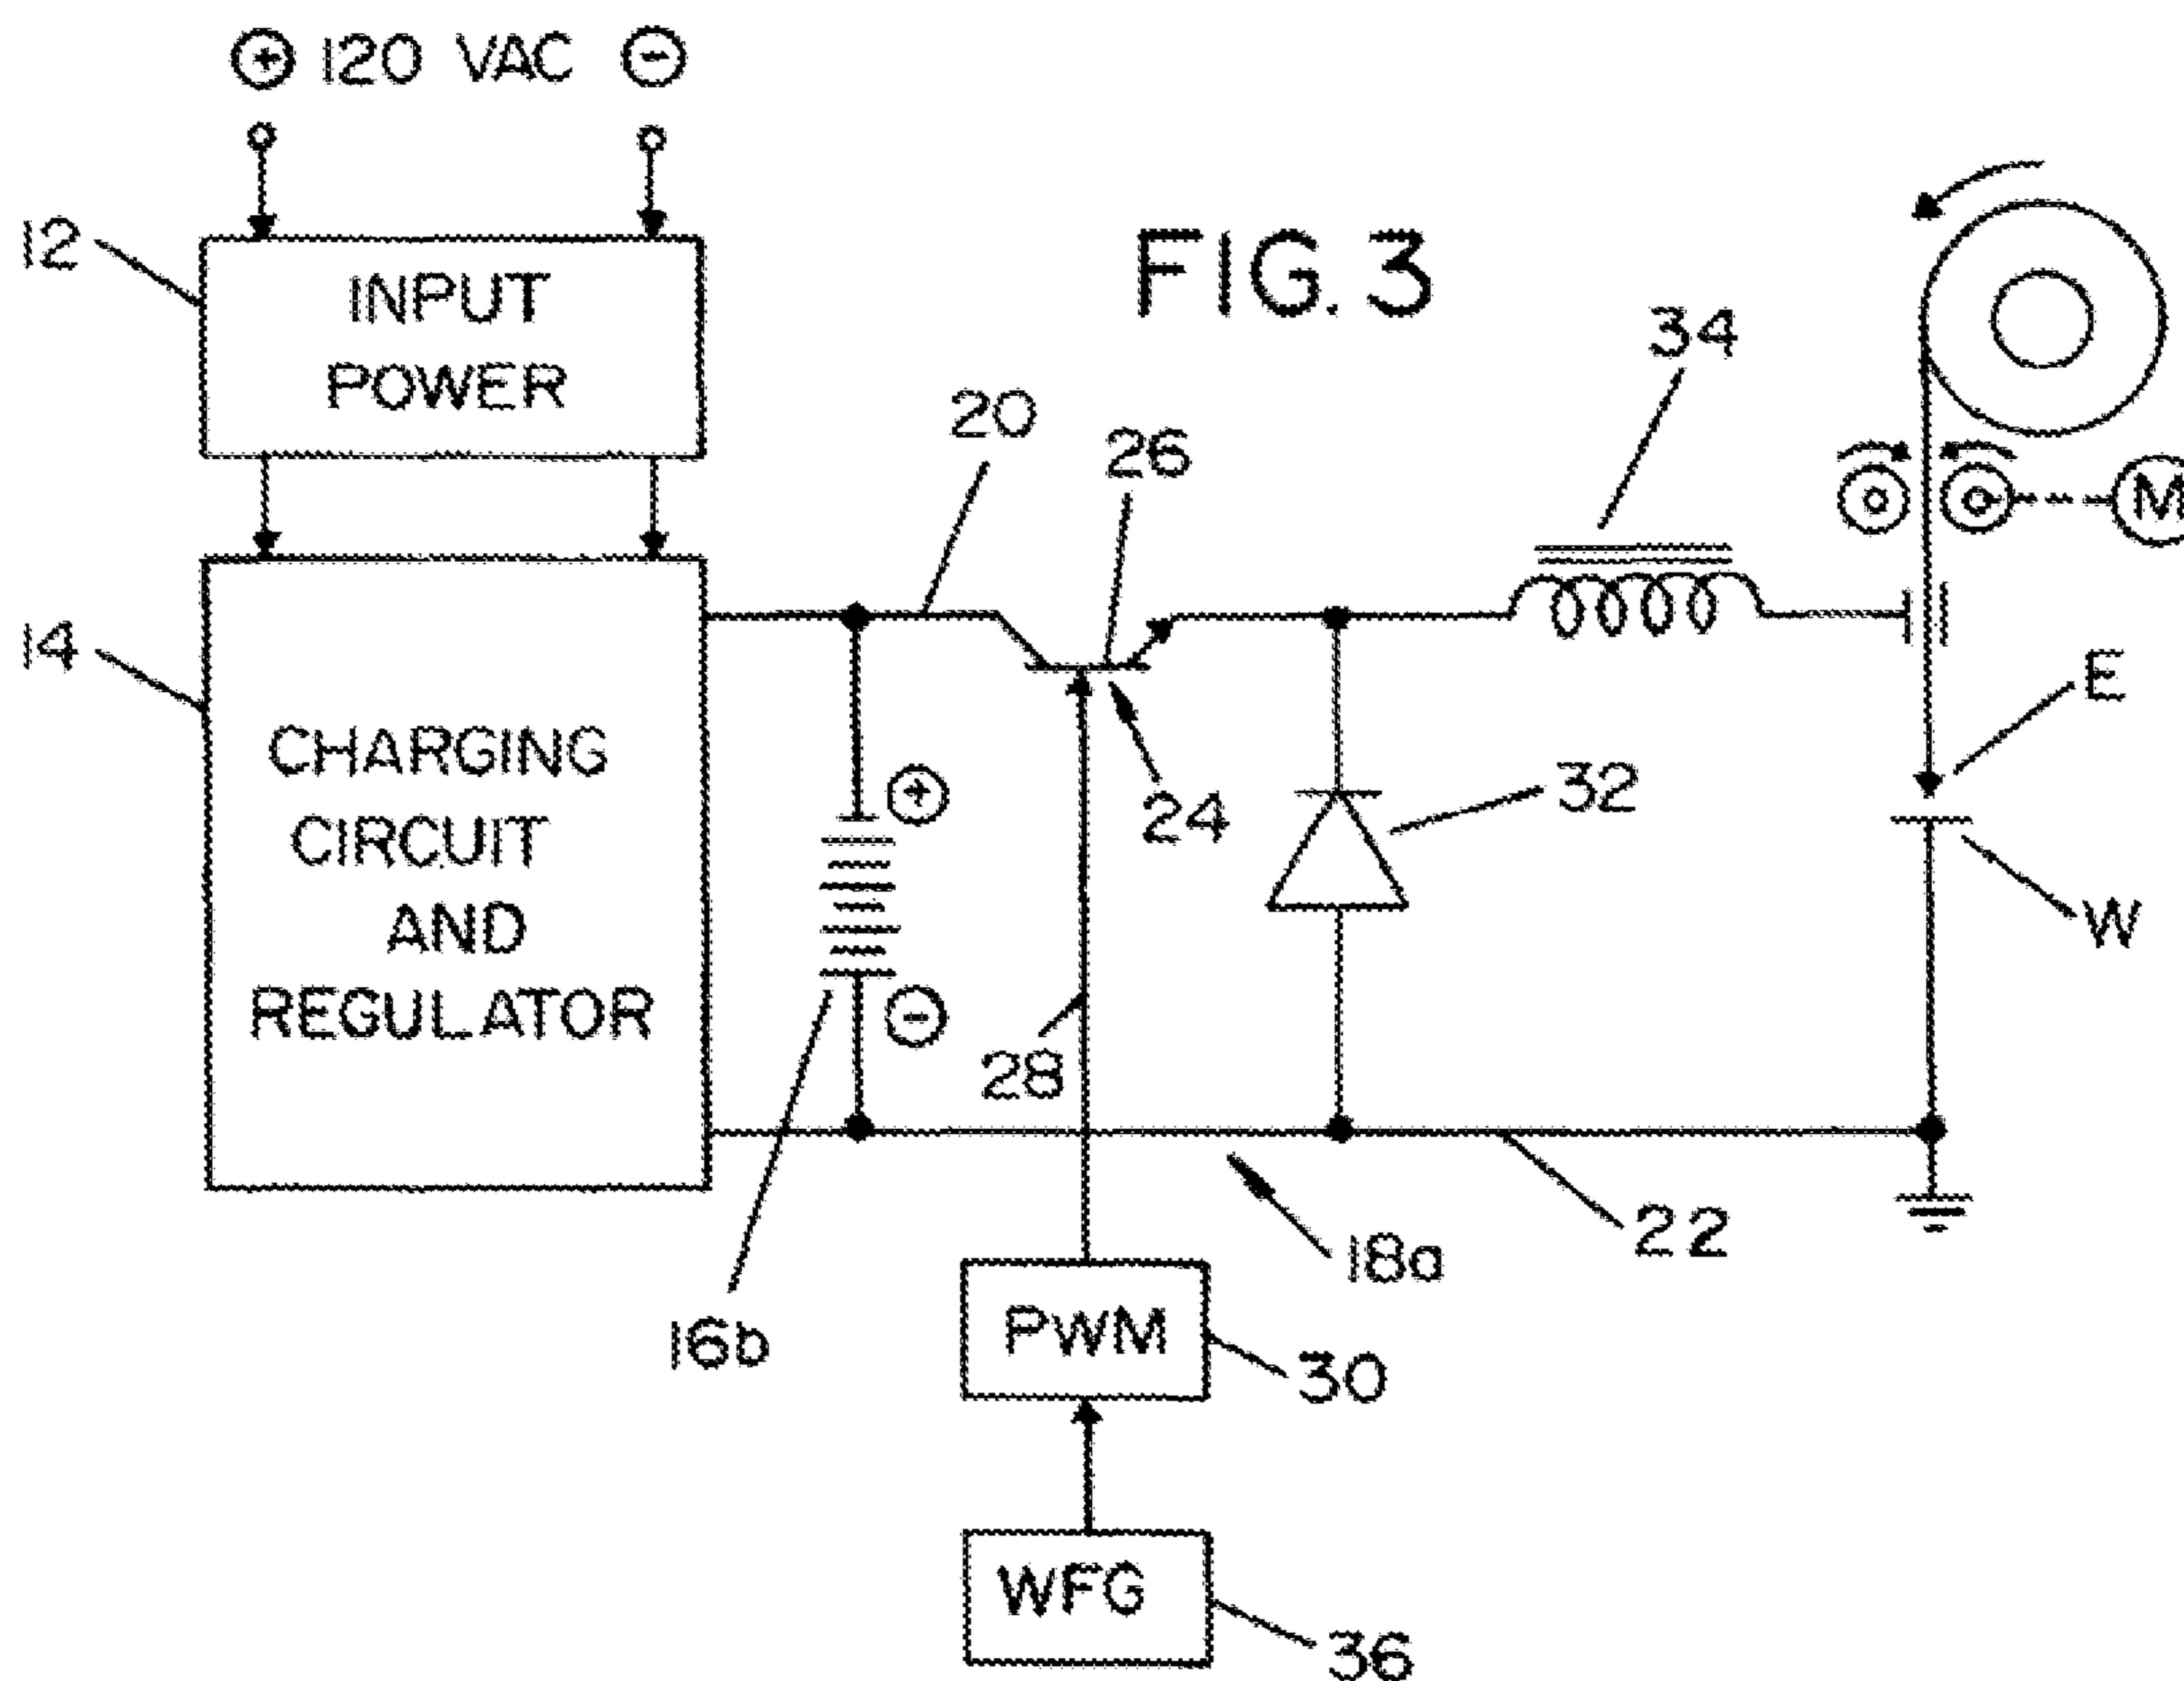 ⊕ 120 VAC ⊖
12
INPUT
POWER
FIG. 3
34
20
26
M
14
CHARGING
CIRCUIT
AND
REGULATOR
+
24
32
E
W
−
28
22
18a
16b
PWM
30
WFG
36